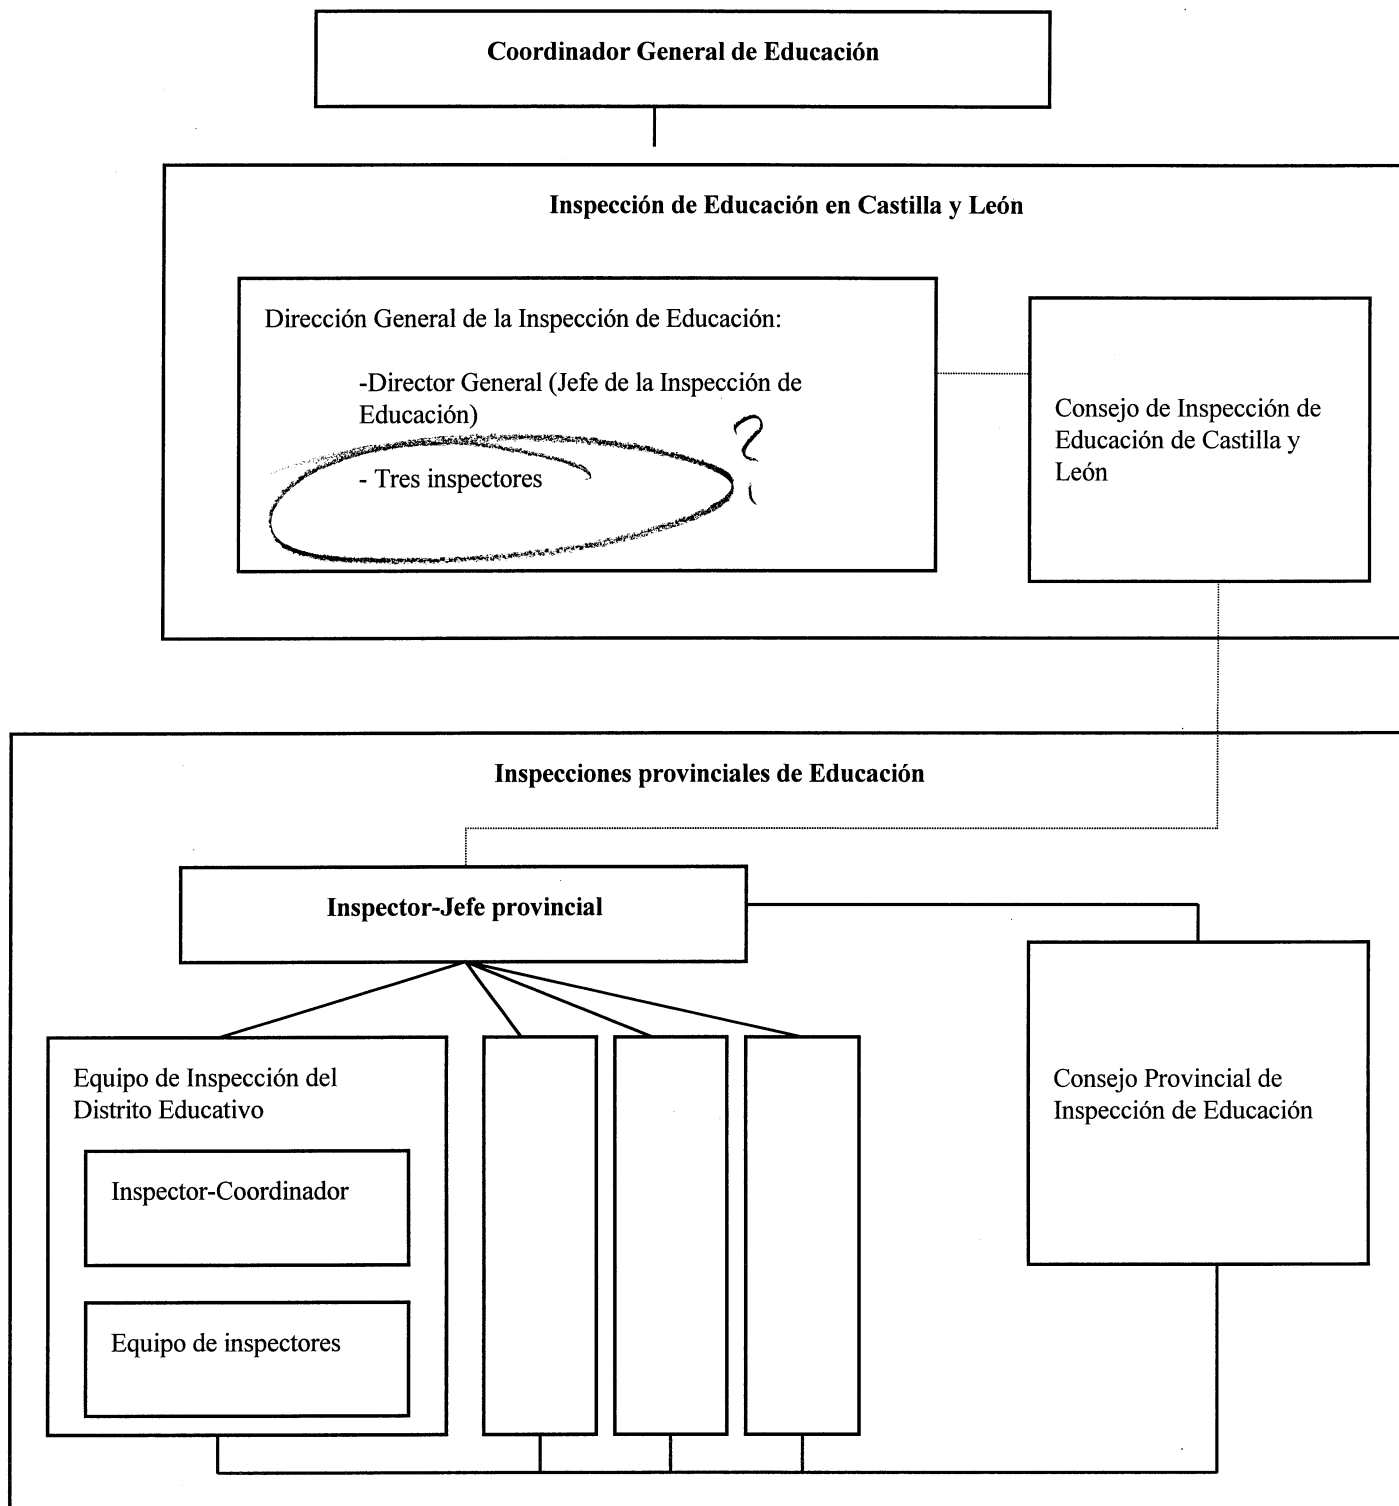 Coordinador General de Educación
Inspección de Educación en Castilla y León
Dirección General de la Inspección de Educación:
-Director General (Jefe de la Inspección de
Educación)
- Tres inspectores
?
Consejo de Inspección de
Educación de Castilla y
León
Inspecciones provinciales de Educación
Inspector-Jefe provincial
Equipo de Inspección del
Distrito Educativo
Inspector-Coordinador
Equipo de inspectores
Consejo Provincial de
Inspección de Educación